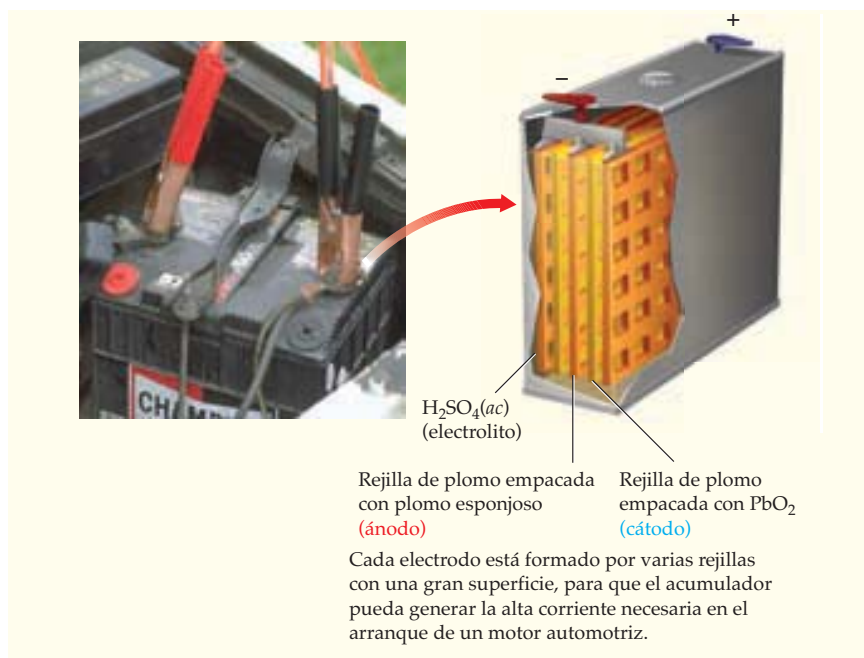 +
−
H₂SO₄(ac)
(electrolito)
Rejilla de plomo empacada
con plomo esponjoso
(ánodo)
Rejilla de plomo
empacada con PbO₂
(cátodo)
Cada electrodo está formado por varias rejillas
con una gran superficie, para que el acumulador
pueda generar la alta corriente necesaria en el
arranque de un motor automotriz.